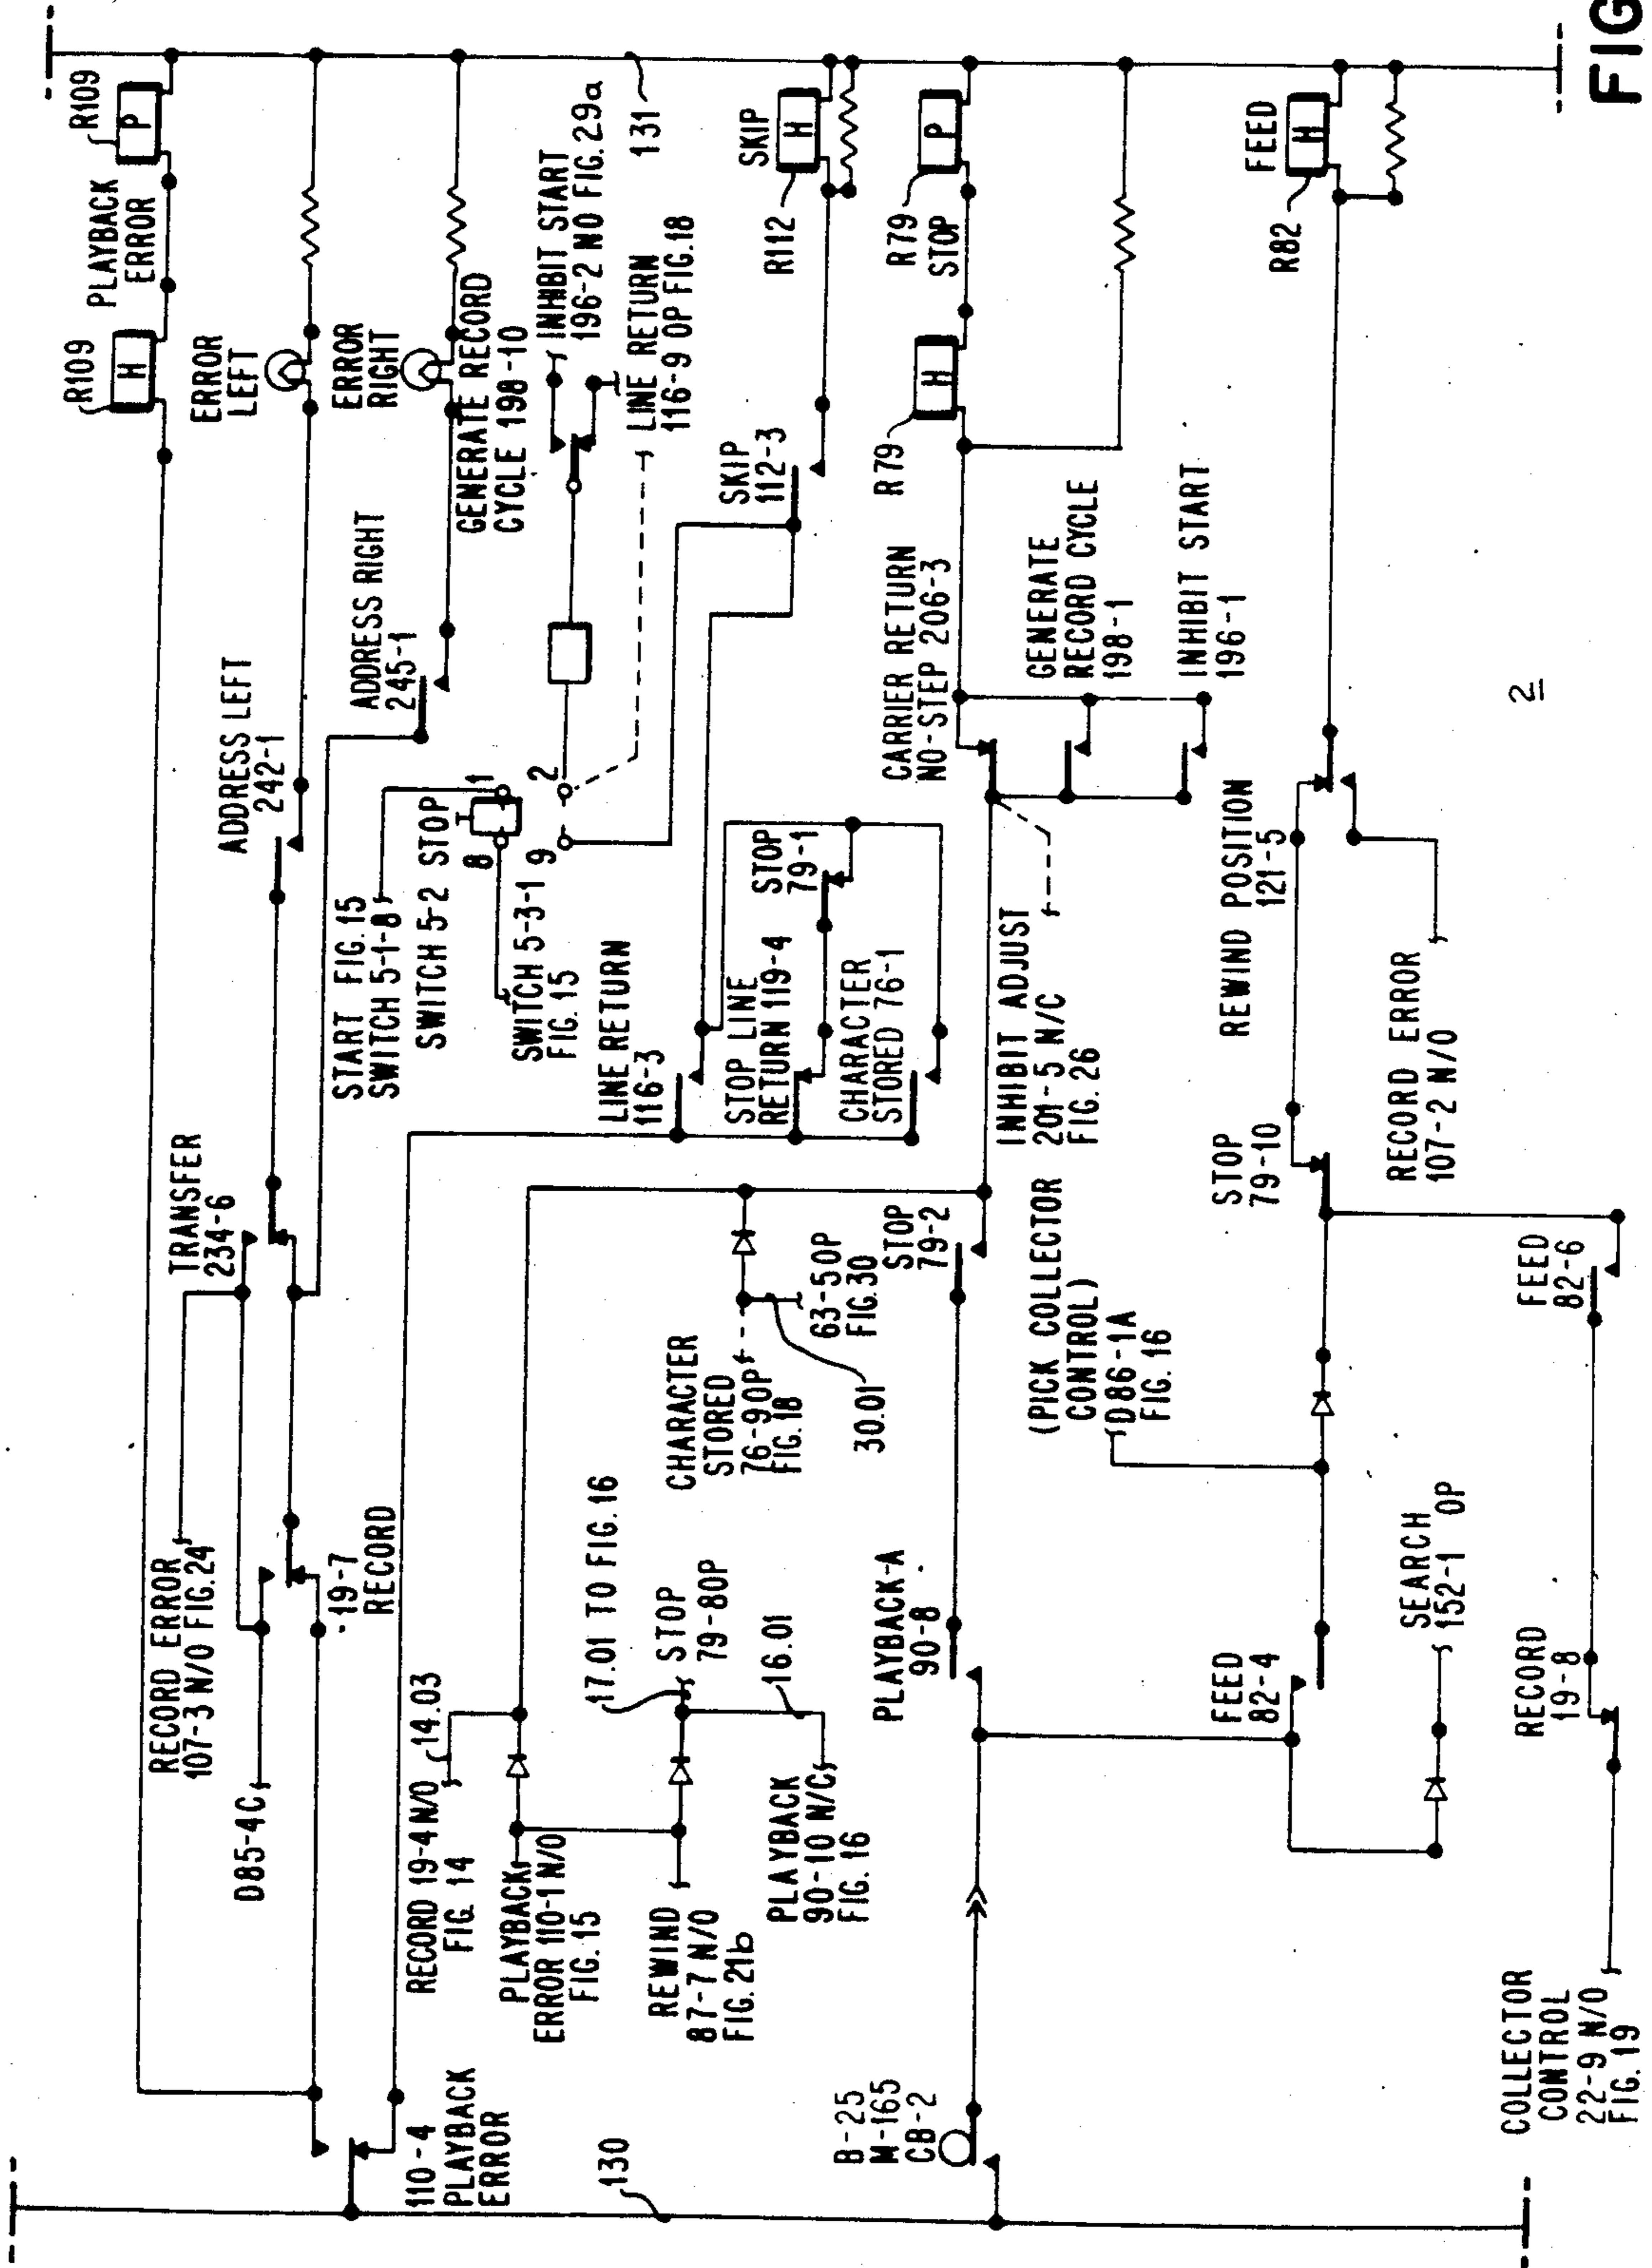 R109
P
PLAYBACK
ERROR
R109
H
ERROR
LEFT
ERROR
RIGHT
GENERATE RECORD
CYCLE 198-10
INHIBIT START
196-2 NO FIG.29a
LINE RETURN
116-9 OP FIG.18
131
ADDRESS LEFT
242-1
ADDRESS RIGHT
245-1
TRANSFER
234-6
RECORD ERROR
107-3 N/O FIG.24
D85-4C
19-7
RECORD
110-4
PLAYBACK
ERROR
START FIG.15
SWITCH 5-1-8
SWITCH 5-2 STOP
8
1
9
2
SWITCH 5-3-1
FIG.15
SKIP
H
R112
SKIP
112-3
LINE RETURN
116-3
STOP LINE
RETURN 119-4
STOP
79-1
CHARACTER
STORED 76-1
RECORD 19-4 N/O
FIG. 14
14.03
PLAYBACK
ERROR 110-1 N/O
FIG.15
REWIND
87-7 N/O
FIG.21b
17.01 TO FIG.16
STOP
79-8OP
16.01
PLAYBACK
90-10 N/C
FIG.16
CHARACTER
STORED
76-9OP
FIG.18
63-5OP
FIG.30
30.01
R79
STOP
P
R79
H
CARRIER RETURN
NO-STEP 206-3
GENERATE
RECORD CYCLE
198-1
INHIBIT START
196-1
INHIBIT ADJUST
201-5 N/C
FIG.26
STOP
79-2
PLAYBACK-A
90-8
B-25
M-165
CB-2
130
(PICK COLLECTOR
CONTROL)
D86-1A
FIG.16
FEED
82-4
SEARCH
152-1 OP
FEED
H
R82
REWIND POSITION
121-5
STOP
79-10
RECORD ERROR
107-2 N/O
FEED
82-6
RECORD
19-8
COLLECTOR
CONTROL
22-9 N/O
FIG.19
2
FIG